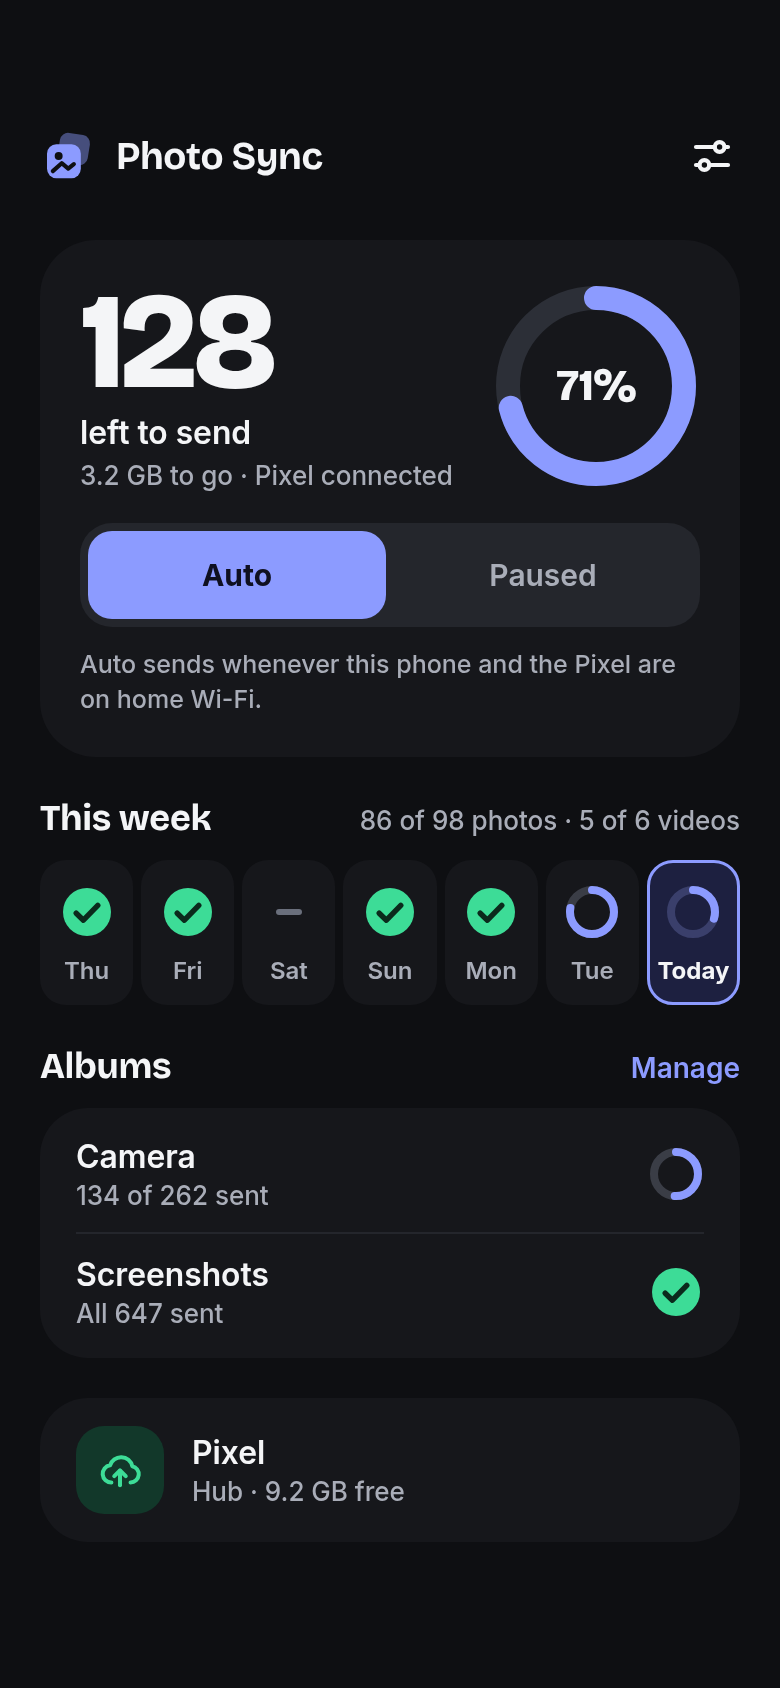 Photo Sync
128
left to send
3.2 GB to go · Pixel connected
71%
Auto
Paused
Auto sends whenever this phone and the Pixel are
on home Wi-Fi.
This week
86 of 98 photos · 5 of 6 videos
Thu
Fri
Sat
Sun
Mon
Tue
Today
Albums
Manage
Camera
134 of 262 sent
Screenshots
All 647 sent
Pixel
Hub · 9.2 GB free